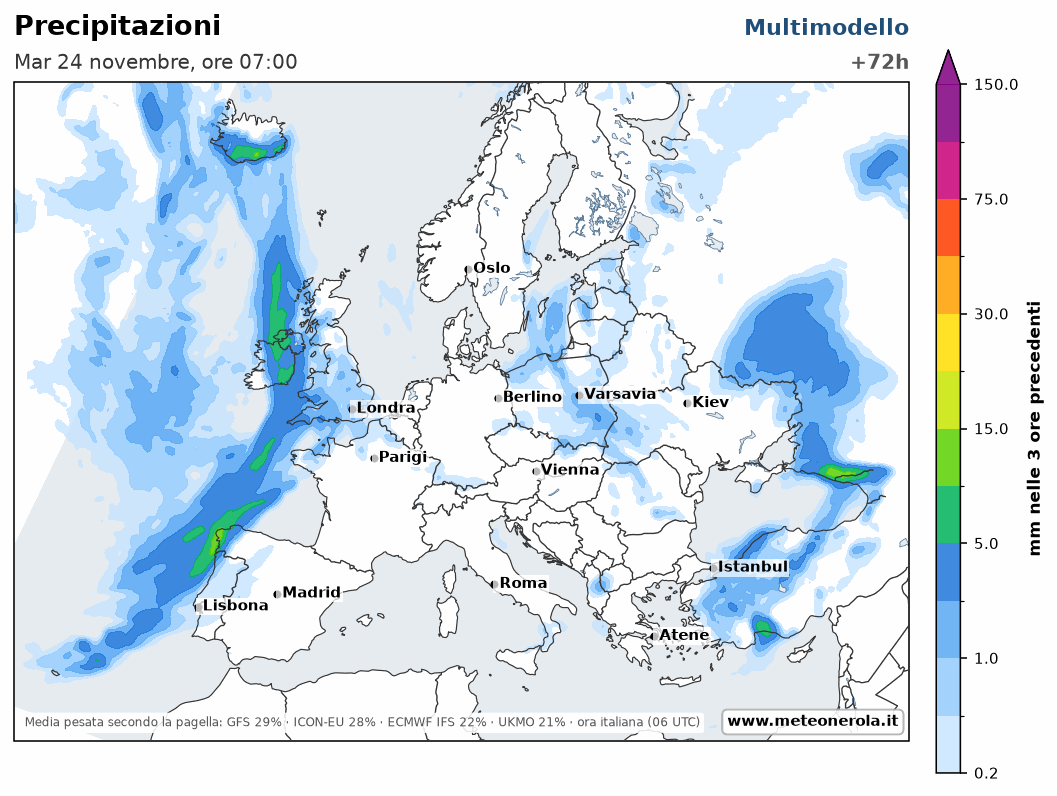 Precipitazioni
Multimodello
Mar 24 novembre, ore 07:00
+72h
150.0
75.0
30.0
15.0
5.0
1.0
0.2
mm nelle 3 ore precedenti
Oslo
Berlino
Varsavia
Kiev
Londra
Parigi
Vienna
Istanbul
Roma
Madrid
Lisbona
Atene
Media pesata secondo la pagella: GFS 29% · ICON-EU 28% · ECMWF IFS 22% · UKMO 21% · ora italiana (06 UTC)
www.meteonerola.it